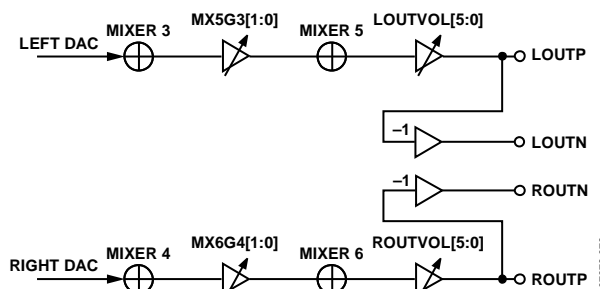 MIXER 3
MX5G3[1:0]
MIXER 5
LOUTVOL[5:0]
LEFT DAC
LOUTP
–1
LOUTN
–1
ROUTN
MIXER 4
MX6G4[1:0]
MIXER 6
ROUTVOL[5:0]
RIGHT DAC
ROUTP